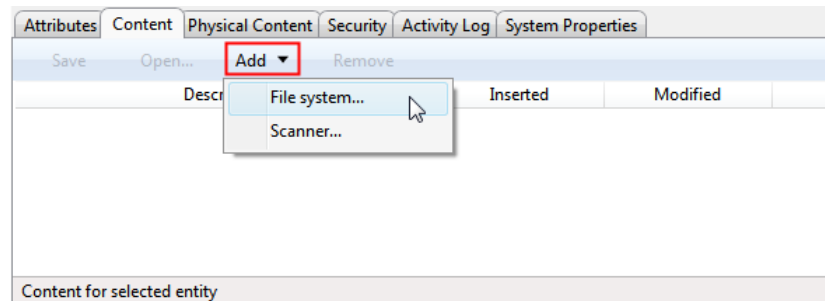 Attributes Content Physical Content Security Activity Log System Properties
Save Open... Add Remove
Descr Inserted Modified
File system...
Scanner...
Content for selected entity